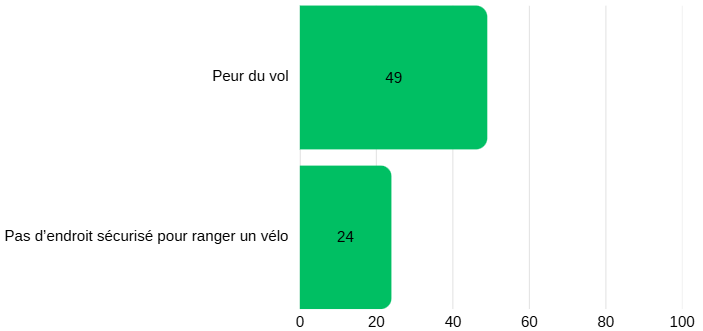 Peur du vol
49
Pas d’endroit sécurisé pour ranger un vélo
24
0 20 40 60 80 100